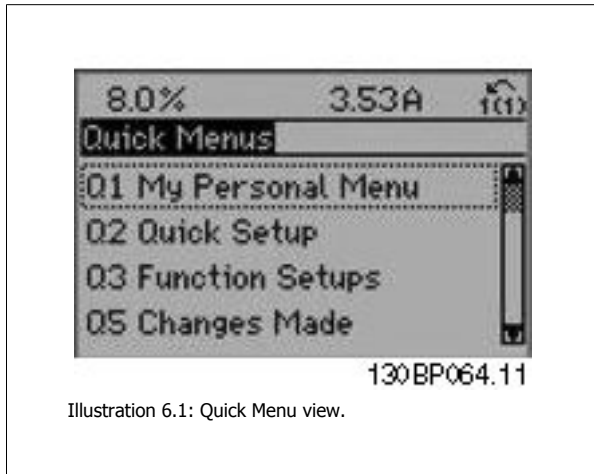 8.0% 3.53A 1(1)
Quick Menus
Q1 My Personal Menu
Q2 Quick Setup
Q3 Function Setups
Q5 Changes Made
130BP064.11
Illustration 6.1: Quick Menu view.